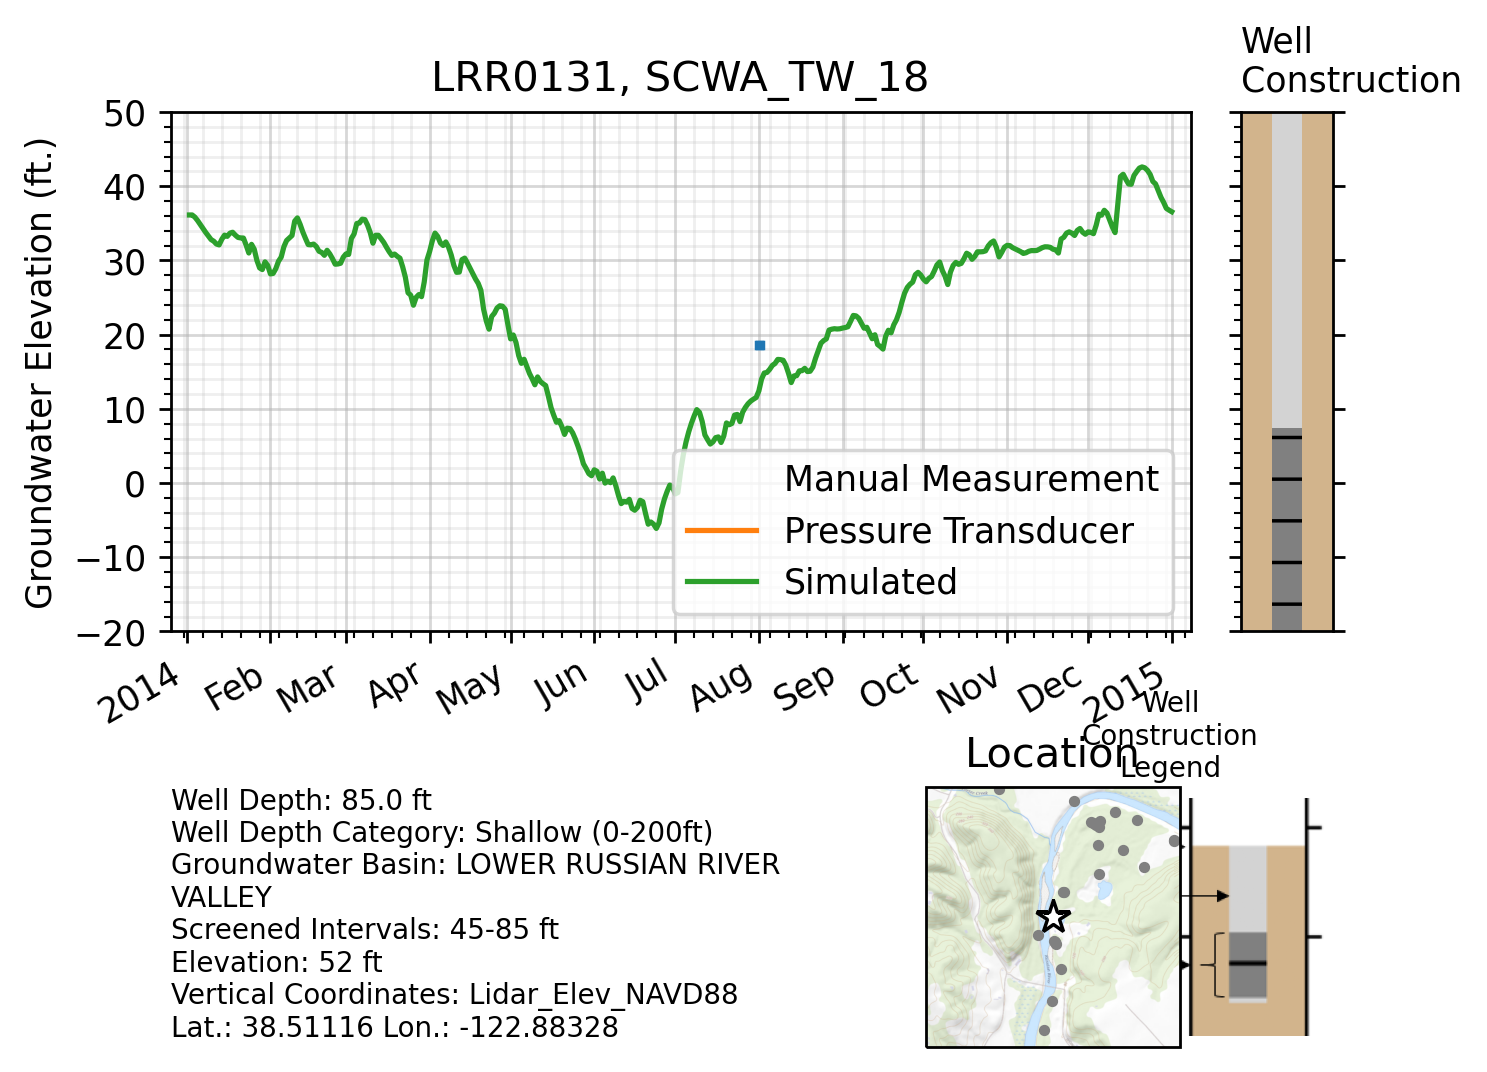 Well
Construction
LRR0131, SCWA_TW_18
Groundwater Elevation (ft.)
50
40
30
20
10
0
−10
−20
Manual Measurement
Pressure Transducer
Simulated
2014
Feb
Mar
Apr
May
Jun
Jul
Aug
Sep
Oct
Nov
Dec
2015
Well
Construction
Legend
Location
Well Depth: 85.0 ft
Well Depth Category: Shallow (0-200ft)
Groundwater Basin: LOWER RUSSIAN RIVER
VALLEY
Screened Intervals: 45-85 ft
Elevation: 52 ft
Vertical Coordinates: Lidar_Elev_NAVD88
Lat.: 38.51116 Lon.: -122.88328